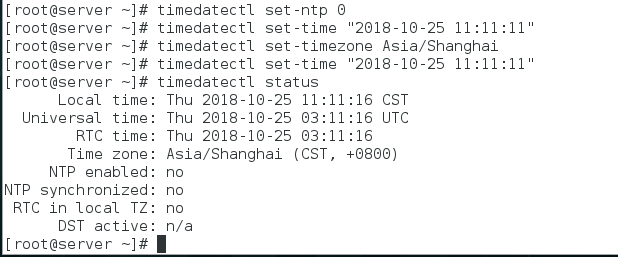 [root@server ~]# timedatectl set-ntp 0
[root@server ~]# timedatectl set-time "2018-10-25 11:11:11"
[root@server ~]# timedatectl set-timezone Asia/Shanghai
[root@server ~]# timedatectl set-time "2018-10-25 11:11:11"
[root@server ~]# timedatectl status
      Local time: Thu 2018-10-25 11:11:16 CST
  Universal time: Thu 2018-10-25 03:11:16 UTC
        RTC time: Thu 2018-10-25 03:11:16
       Time zone: Asia/Shanghai (CST, +0800)
     NTP enabled: no
NTP synchronized: no
 RTC in local TZ: no
      DST active: n/a
[root@server ~]#